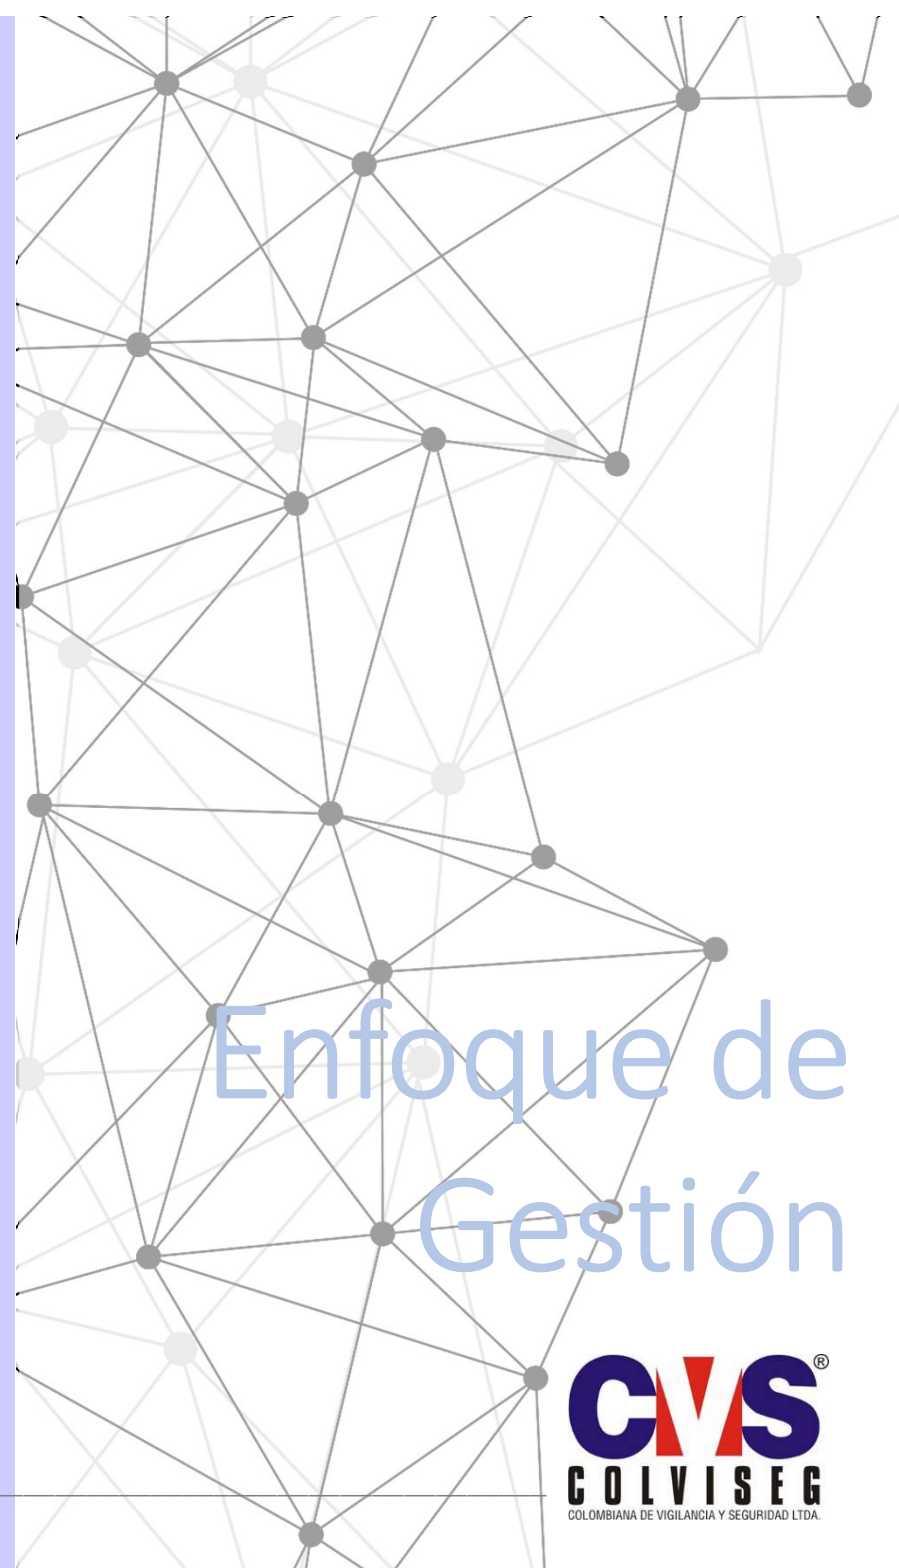 Enfoque de
Gestión
CVS®
COLVISEG
COLOMBIANA DE VIGILANCIA Y SEGURIDAD LTDA.